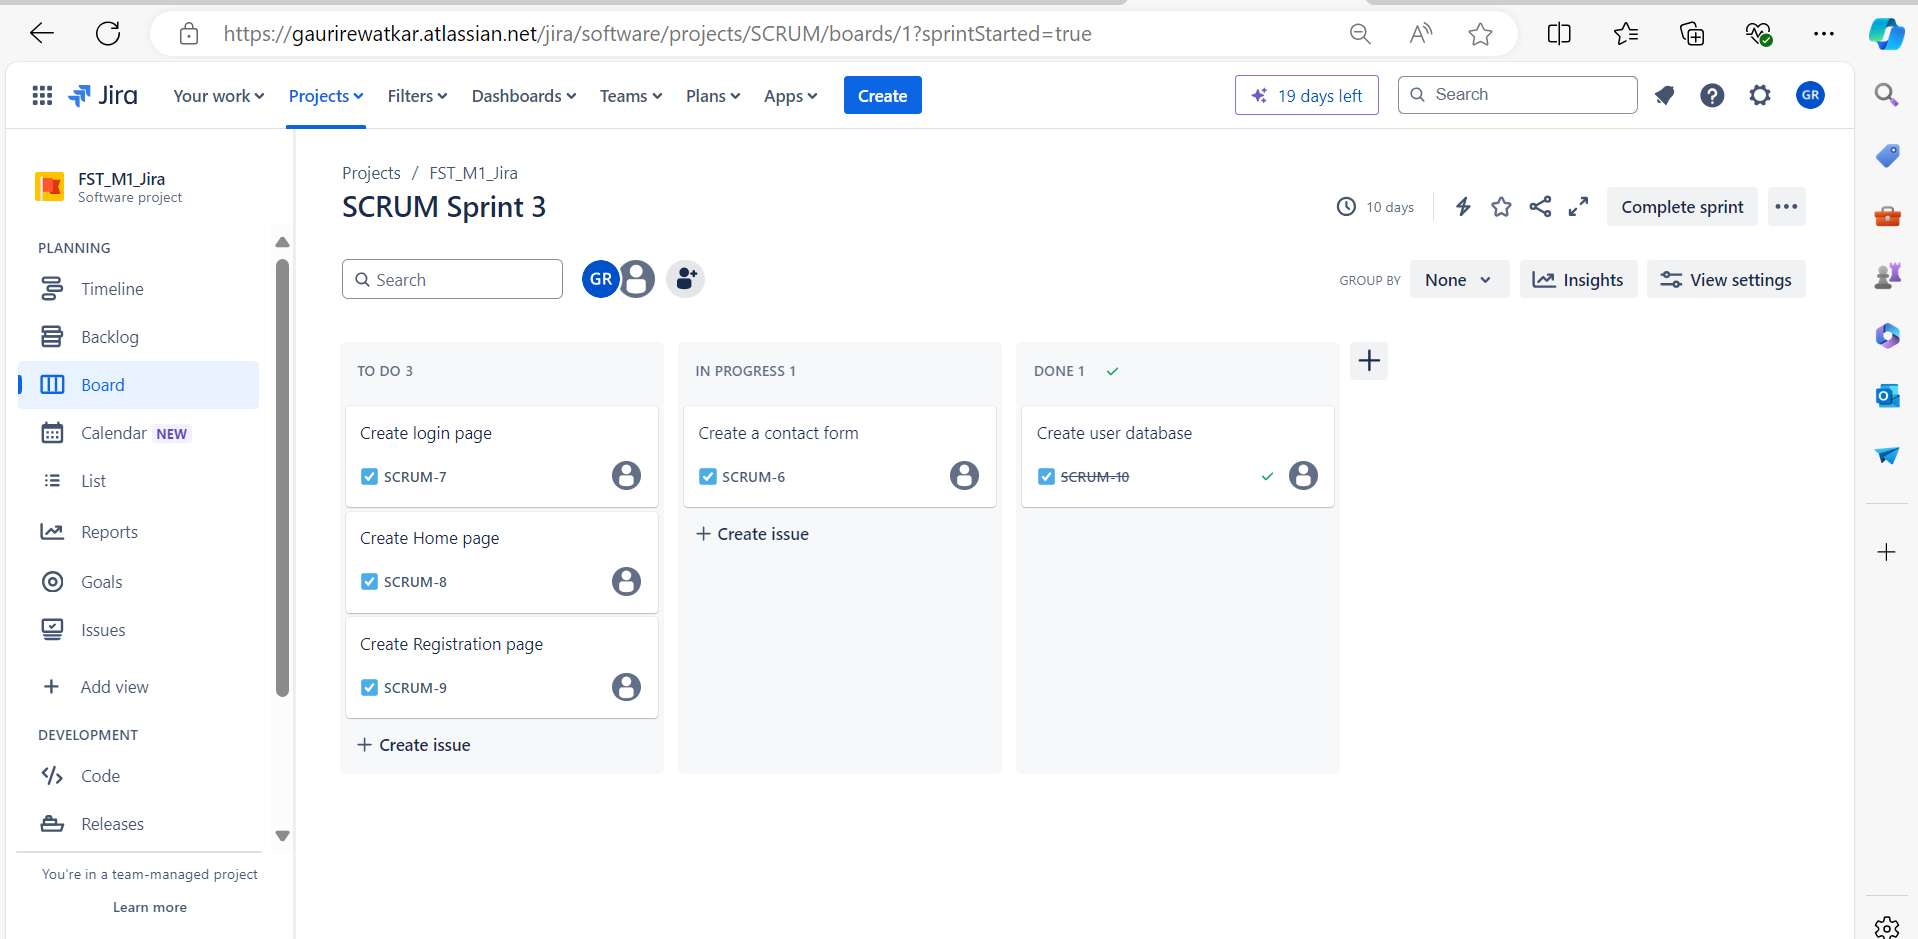 https://gaurirewatkar.atlassian.net/jira/software/projects/SCRUM/boards/1?sprintStarted=true
Jira Your work Projects Filters Dashboards Teams Plans Apps Create 19 days left Search GR
FST_M1_Jira
Software project
PLANNING
Timeline
Backlog
Board
Calendar NEW
List
Reports
Goals
Issues
Add view
DEVELOPMENT
Code
Releases
You're in a team-managed project
Learn more
Projects / FST_M1_Jira
SCRUM Sprint 3
10 days Complete sprint
Search GR
GROUP BY None Insights View settings
TO DO 3
Create login page
SCRUM-7
Create Home page
SCRUM-8
Create Registration page
SCRUM-9
+ Create issue
IN PROGRESS 1
Create a contact form
SCRUM-6
+ Create issue
DONE 1
Create user database
SCRUM-10